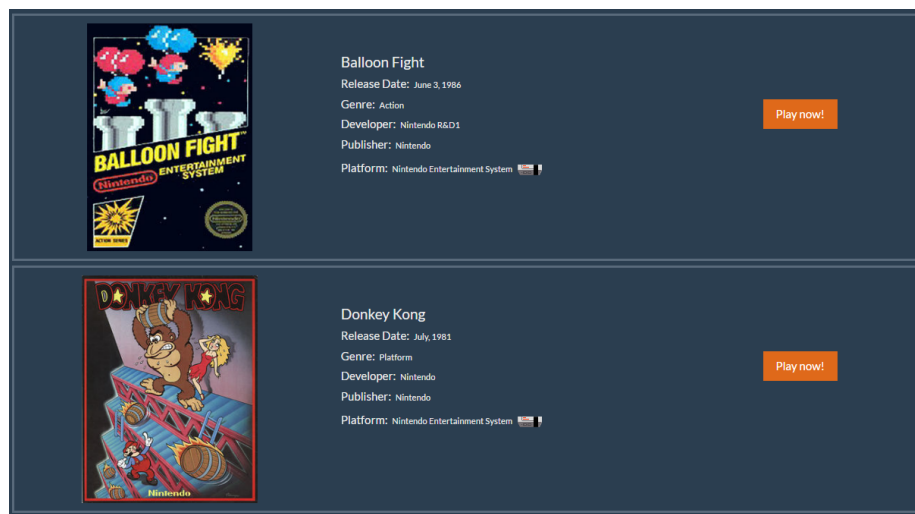 BALLOON FIGHT™
ENTERTAINMENT
SYSTEM
Nintendo
ACTION SERIES
Balloon Fight
Release Date: June 3, 1986
Genre: Action
Developer: Nintendo R&D1
Publisher: Nintendo
Platform: Nintendo Entertainment System
Play now!
DONKEY KONG
Nintendo
Donkey Kong
Release Date: July, 1981
Genre: Platform
Developer: Nintendo
Publisher: Nintendo
Platform: Nintendo Entertainment System
Play now!